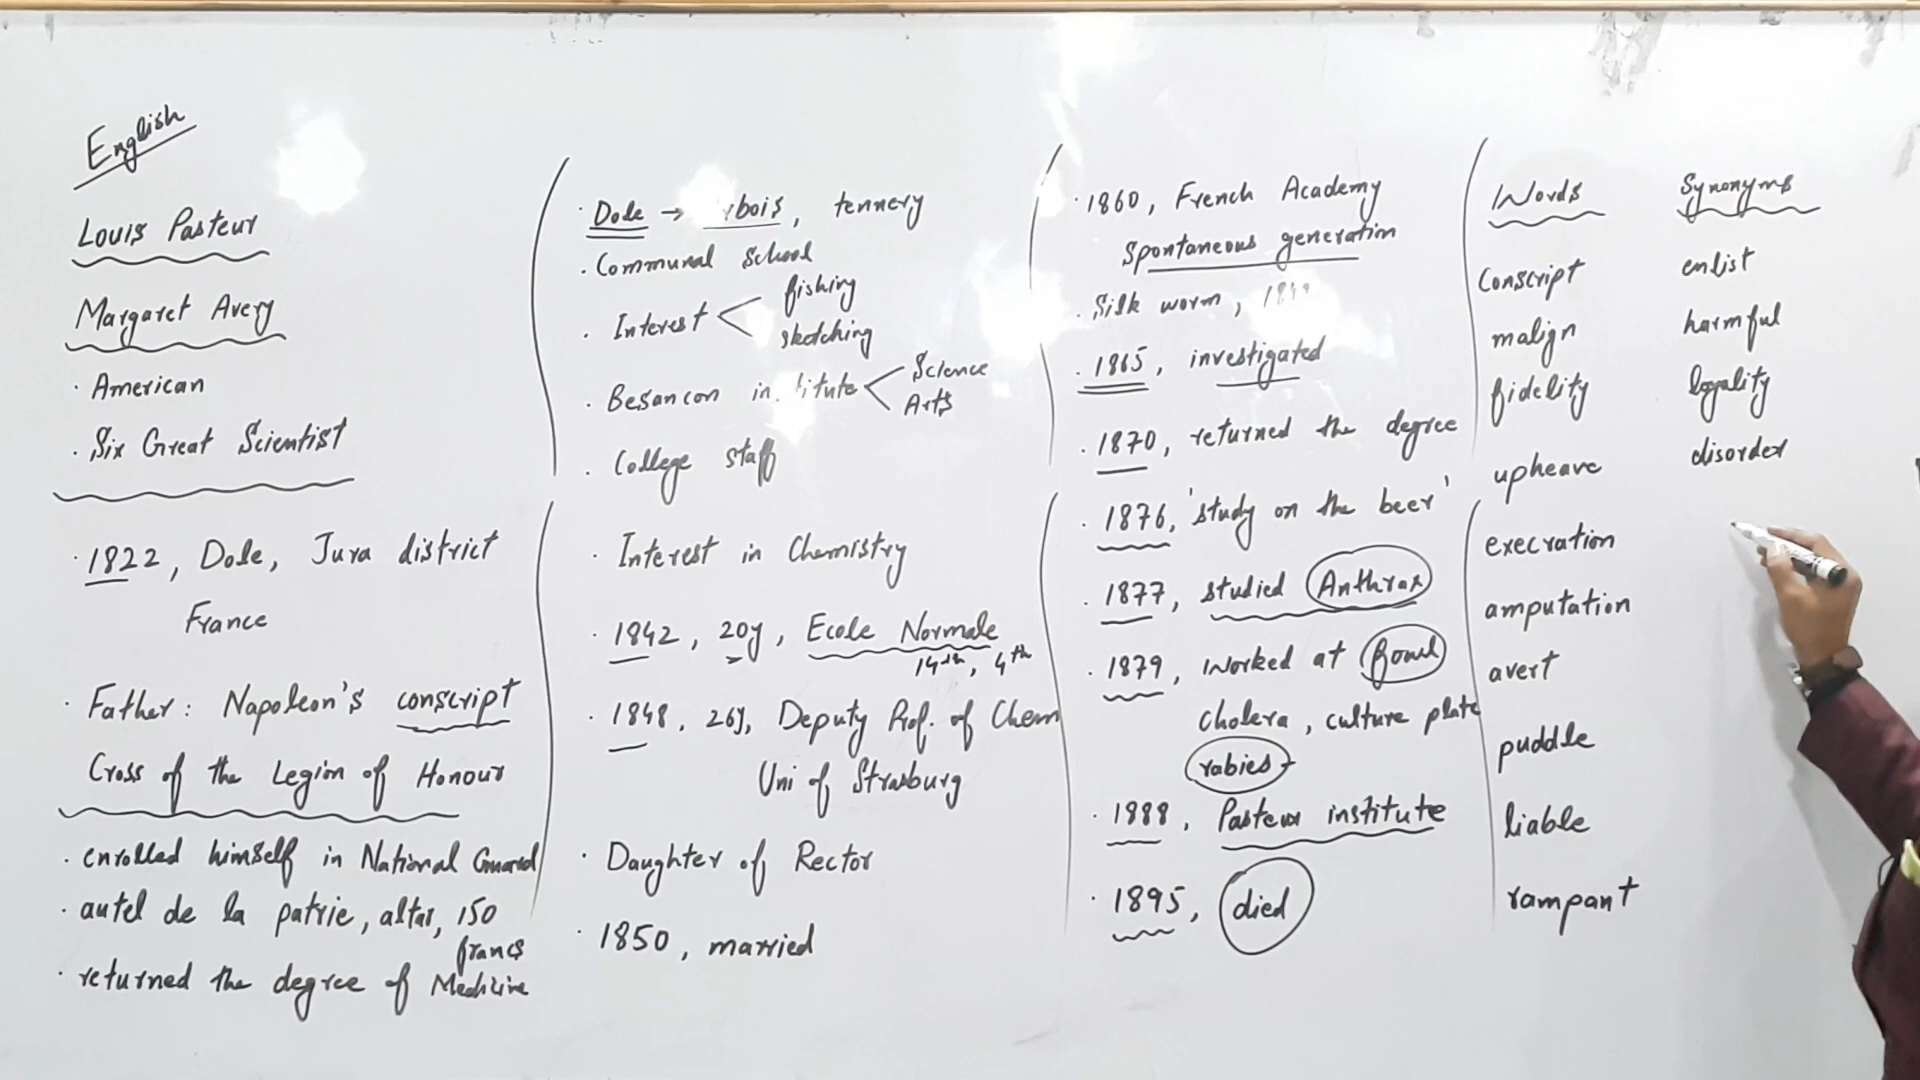 English
Louis Pasteur
Margaret Avery
· American
· Six Great Scientist
· 1822, Dole, Jura district
France
· Father: Napoleon's conscript
Cross of the Legion of Honour
· enrolled himself in National Guard
· autel de la patrie, altar, 150
francs
· returned the degree of Medicine
· Dole → rbois, tennery
· Communal School
· Interest < fishing
sketching
· Besancon in titute < Science
Arts
· College staff
· Interest in Chemistry
· 1842, 20y, Ecole Normale
14th, 4th
· 1848, 26y, Deputy Prof. of Chem
Uni of Strasburg
· Daughter of Rector
· 1850, married
· 1860, French Academy
Spontaneous generation
· Silk worm,
· 1865, investigated
· 1870, returned the degree
· 1876, 'study on the beer'
· 1877, studied Anthrax
· 1879, worked at
cholera, culture plate
rabies
· 1888, Pasteur institute
· 1895, died
Words Synonyms
Conscript enlist
malign harmful
fidelity loyality
upheave disorder
execration
amputation
avert
puddle
liable
rampant